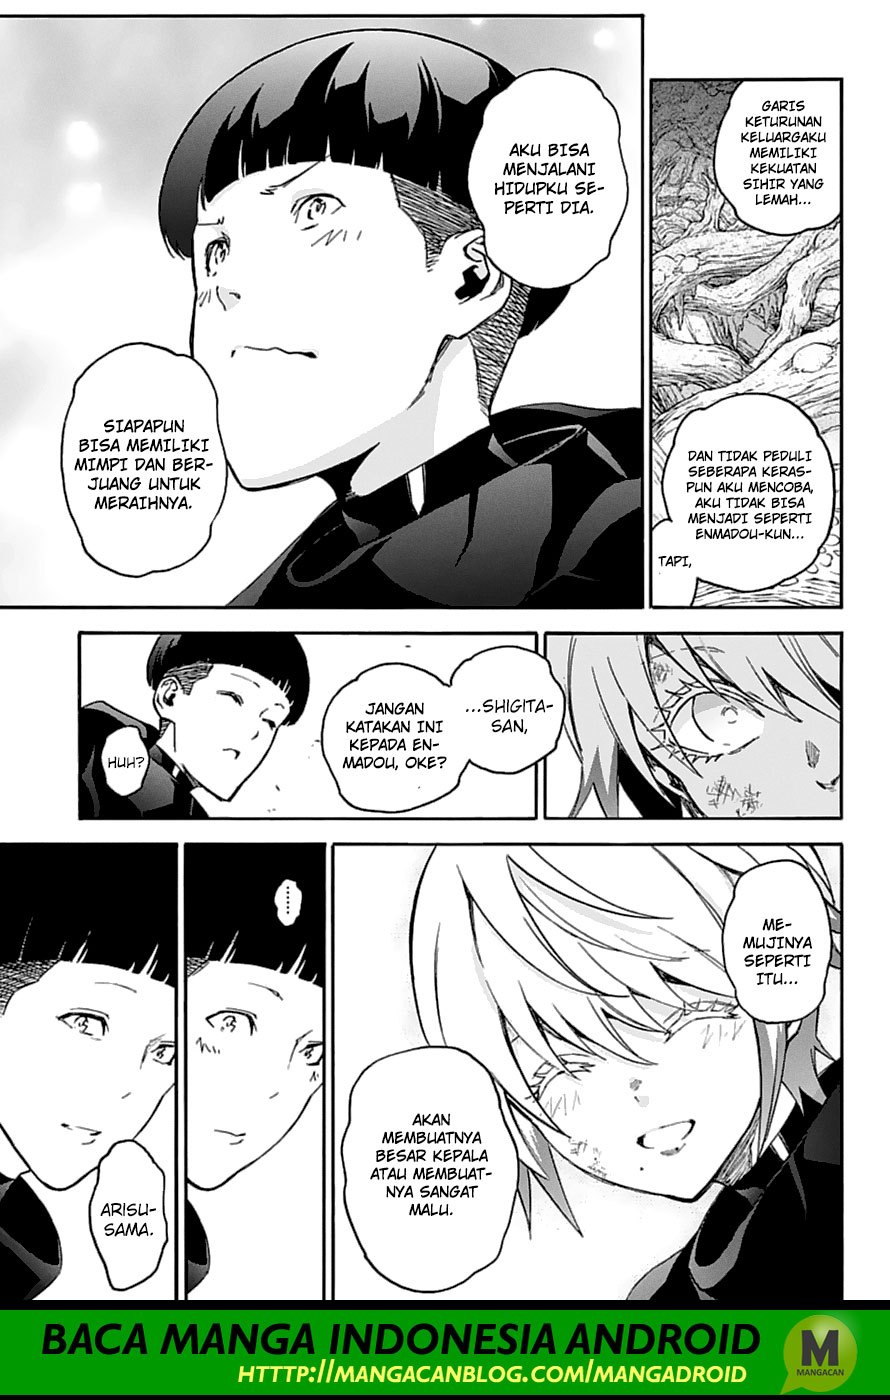 GARIS
KETURUNAN
KELUARGAKU
MEMILIKI
KEKUATAN
SIHIR YANG
LEMAH...
DAN TIDAK PEDULI
SEBERAPA KERAS-
PUN AKU MENCOBA,
AKU TIDAK BISA
MENJADI SEPERTI
ENMADOU-KUN...
TAPI,
AKU BISA
MENJALANI
HIDUPKU SE-
PERTI DIA.
SIAPAPUN
BISA MEMILIKI
MIMPI DAN BER-
JUANG UNTUK
MERAIHNYA.
...SHIGITA-
SAN,
JANGAN
KATAKAN INI
KEPADA EN-
MADOU, OKE?
HUH?
ME-
MUJINYA
SEPERTI
ITU...
AKAN
MEMBUATNYA
BESAR KEPALA
ATAU MEMBUAT-
NYA SANGAT
MALU.
......
ARISU-
SAMA.
BACA MANGA INDONESIA ANDROID
HTTTP://MANGACANBLOG.COM/MANGADROID
M
MANGACAN